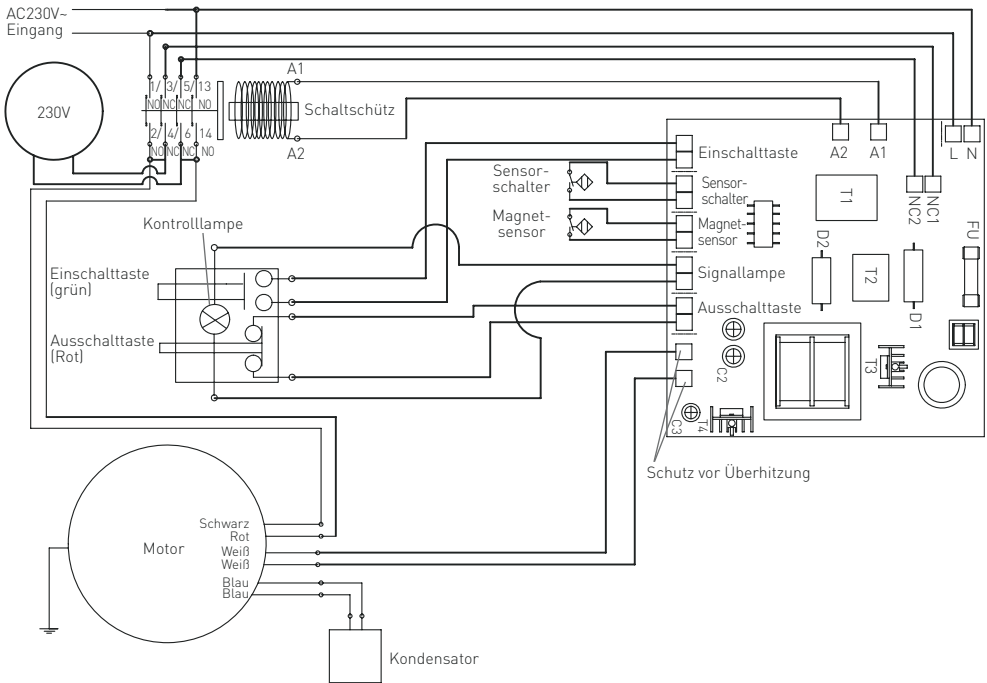 AC230V~
Eingang
230V
1/ 3/ 5/ 13
NO NC NC NO
2/ 4/ 6 14
NO NC NC NO
A1
Schaltschütz
A2
A2 A1 L N
Einschalttaste
Sensor-
schalter
Sensor-
schalter
Magnet-
sensor
Magnet-
sensor
T1
NC2 NC1
FU
Kontrolllampe
D2
T2
D1
Signallampe
Einschalttaste
(grün)
Ausschalttaste
Ausschalttaste
(Rot)
C2
T3
C3 T4
Schutz vor Überhitzung
Motor
Schwarz
Rot
Weiß
Weiß
Blau
Blau
Kondensator